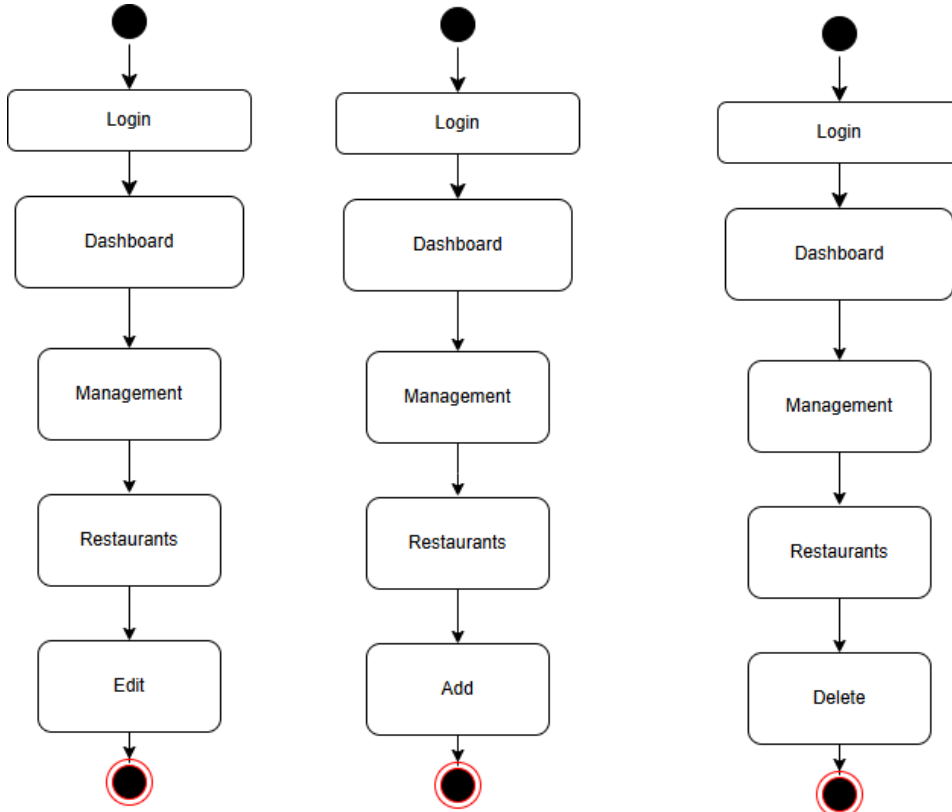 Login
Dashboard
Management
Restaurants
Edit
Login
Dashboard
Management
Restaurants
Add
Login
Dashboard
Management
Restaurants
Delete